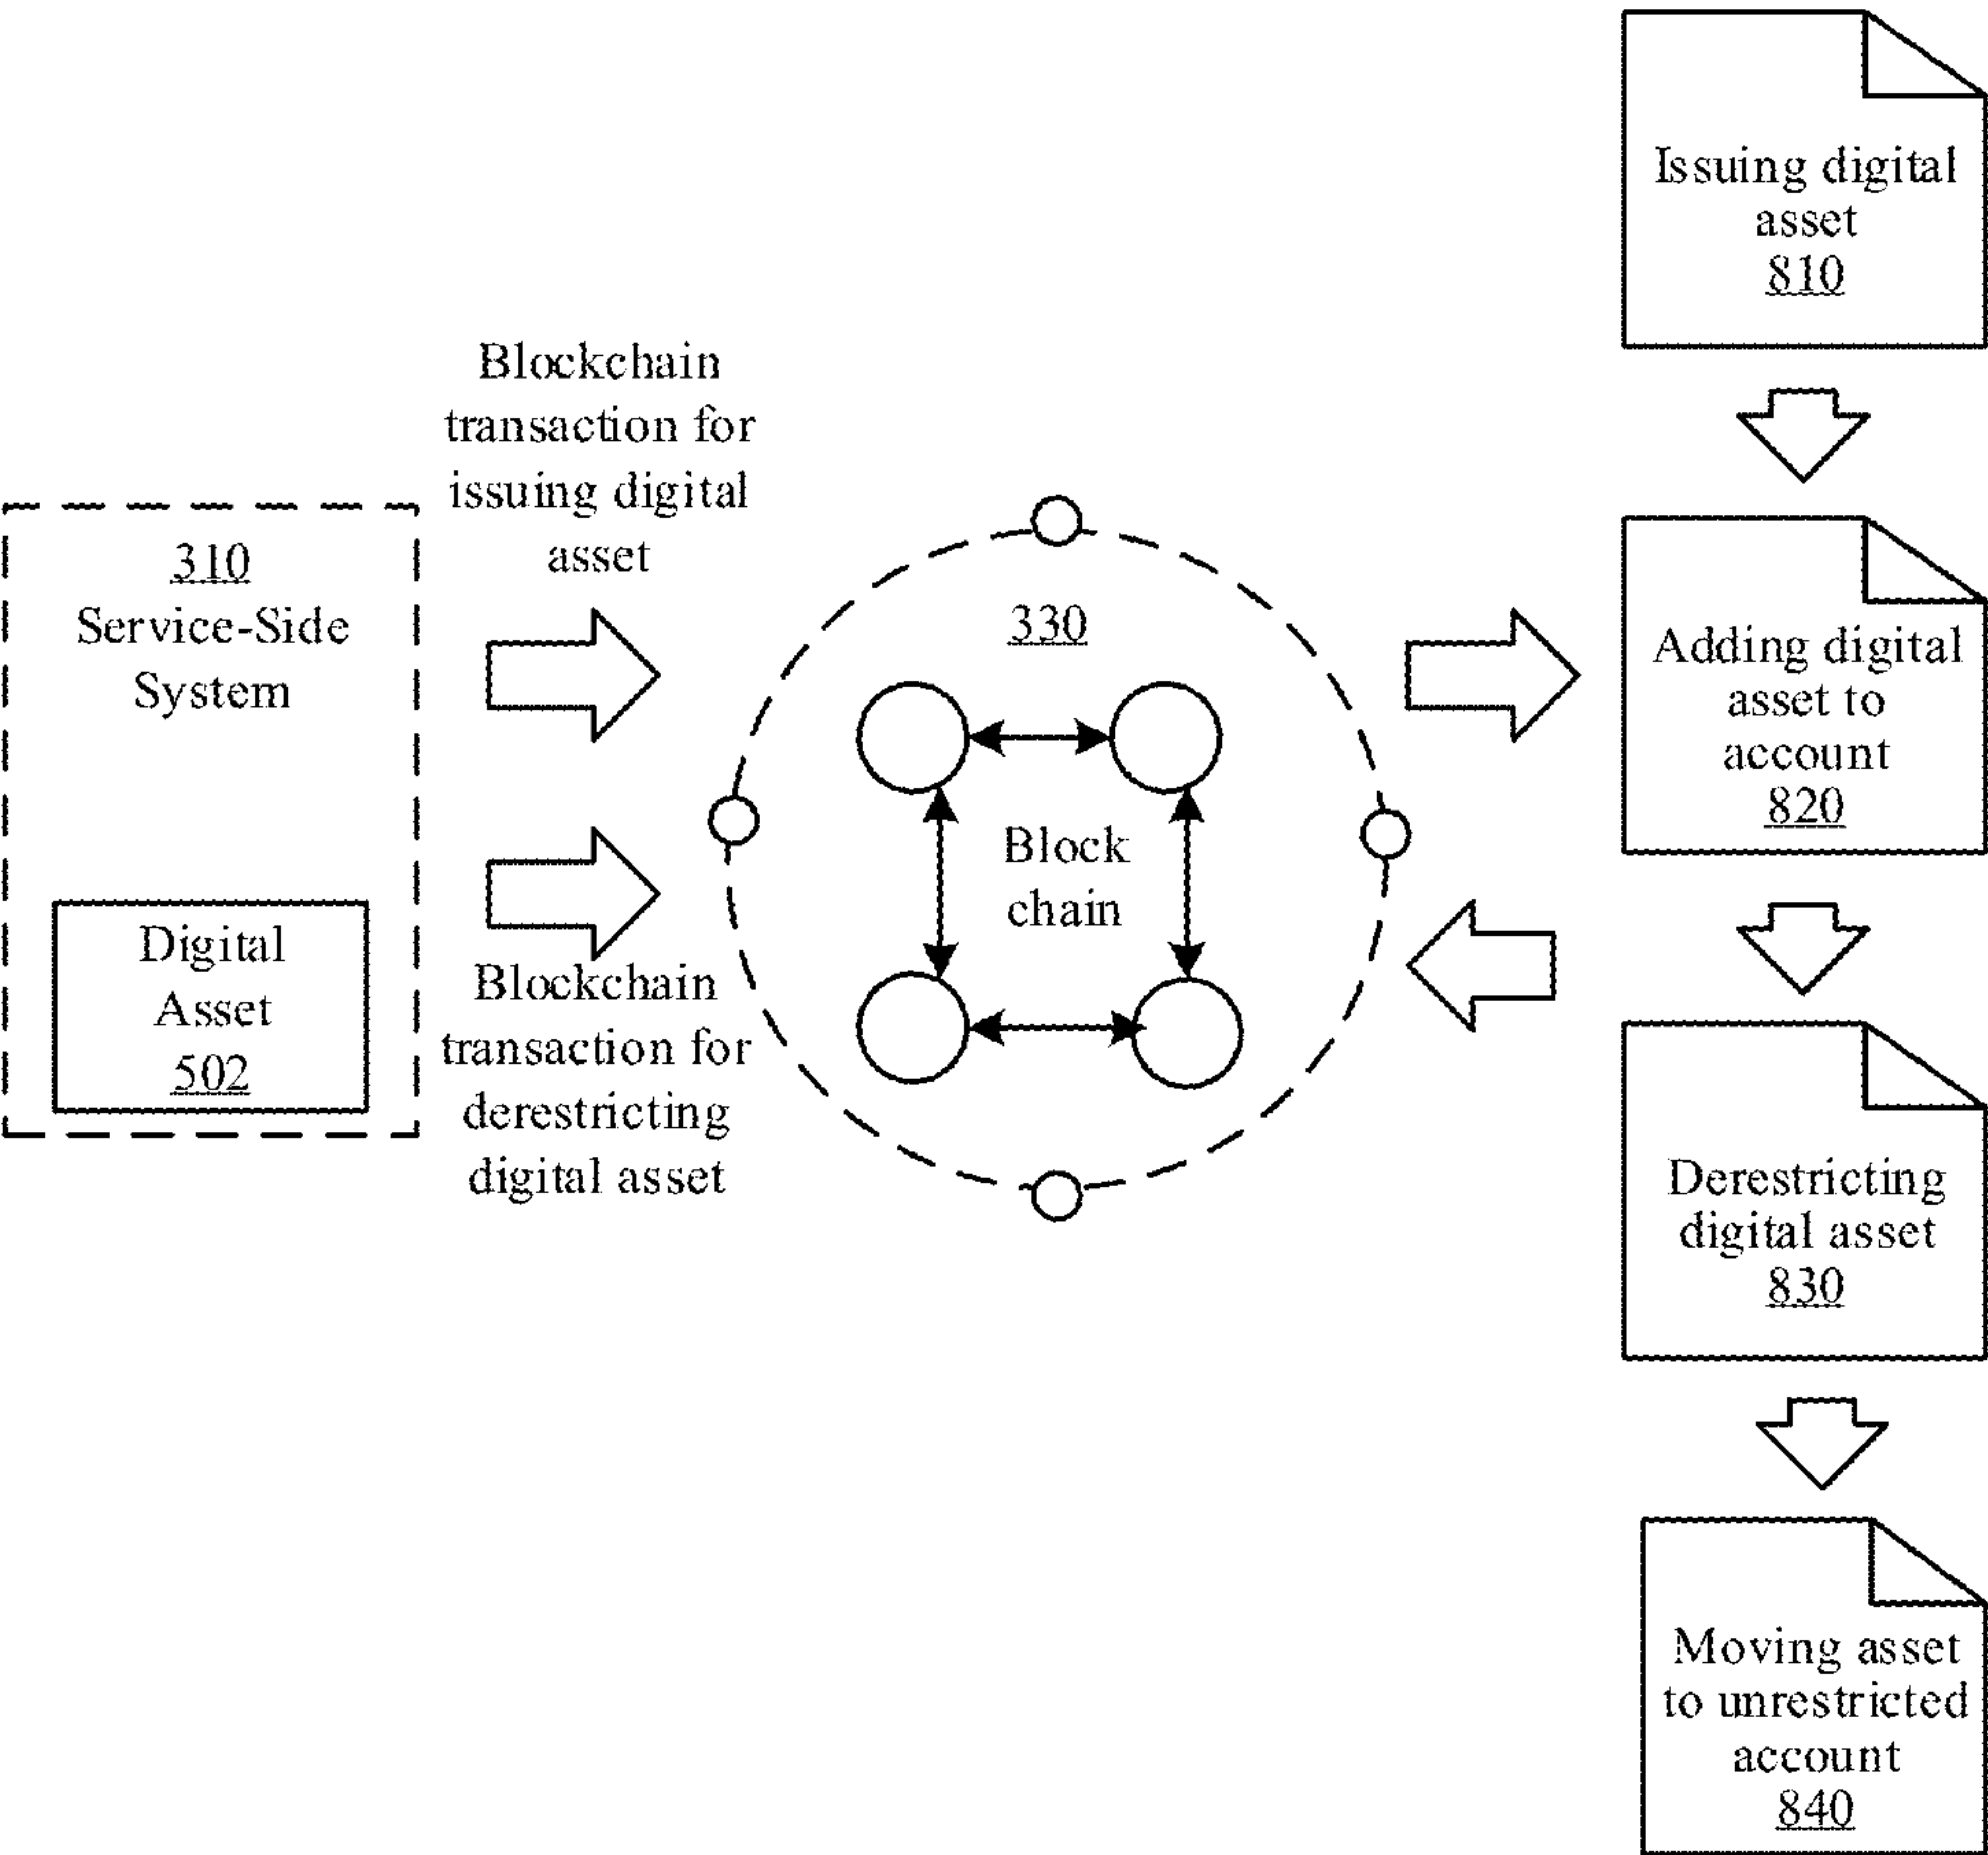 310
Service-Side
System
Digital
Asset
502
Blockchain
transaction for
issuing digital
asset
Blockchain
transaction for
derestricting
digital asset
330
Block
chain
Issuing digital
asset
810
Adding digital
asset to
account
820
Derestricting
digital asset
830
Moving asset
to unrestricted
account
840